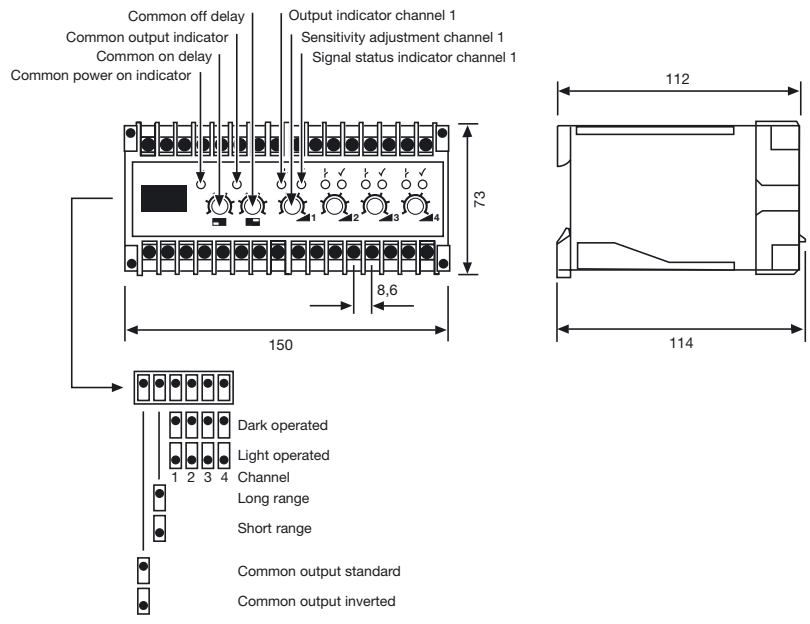 Common off delay
Common output indicator
Common on delay
Common power on indicator
Output indicator channel 1
Sensitivity adjustment channel 1
Signal status indicator channel 1
112
73
1 2 3 4
8,6
150
114
Dark operated
Light operated
1 2 3 4 Channel
Long range
Short range
Common output standard
Common output inverted